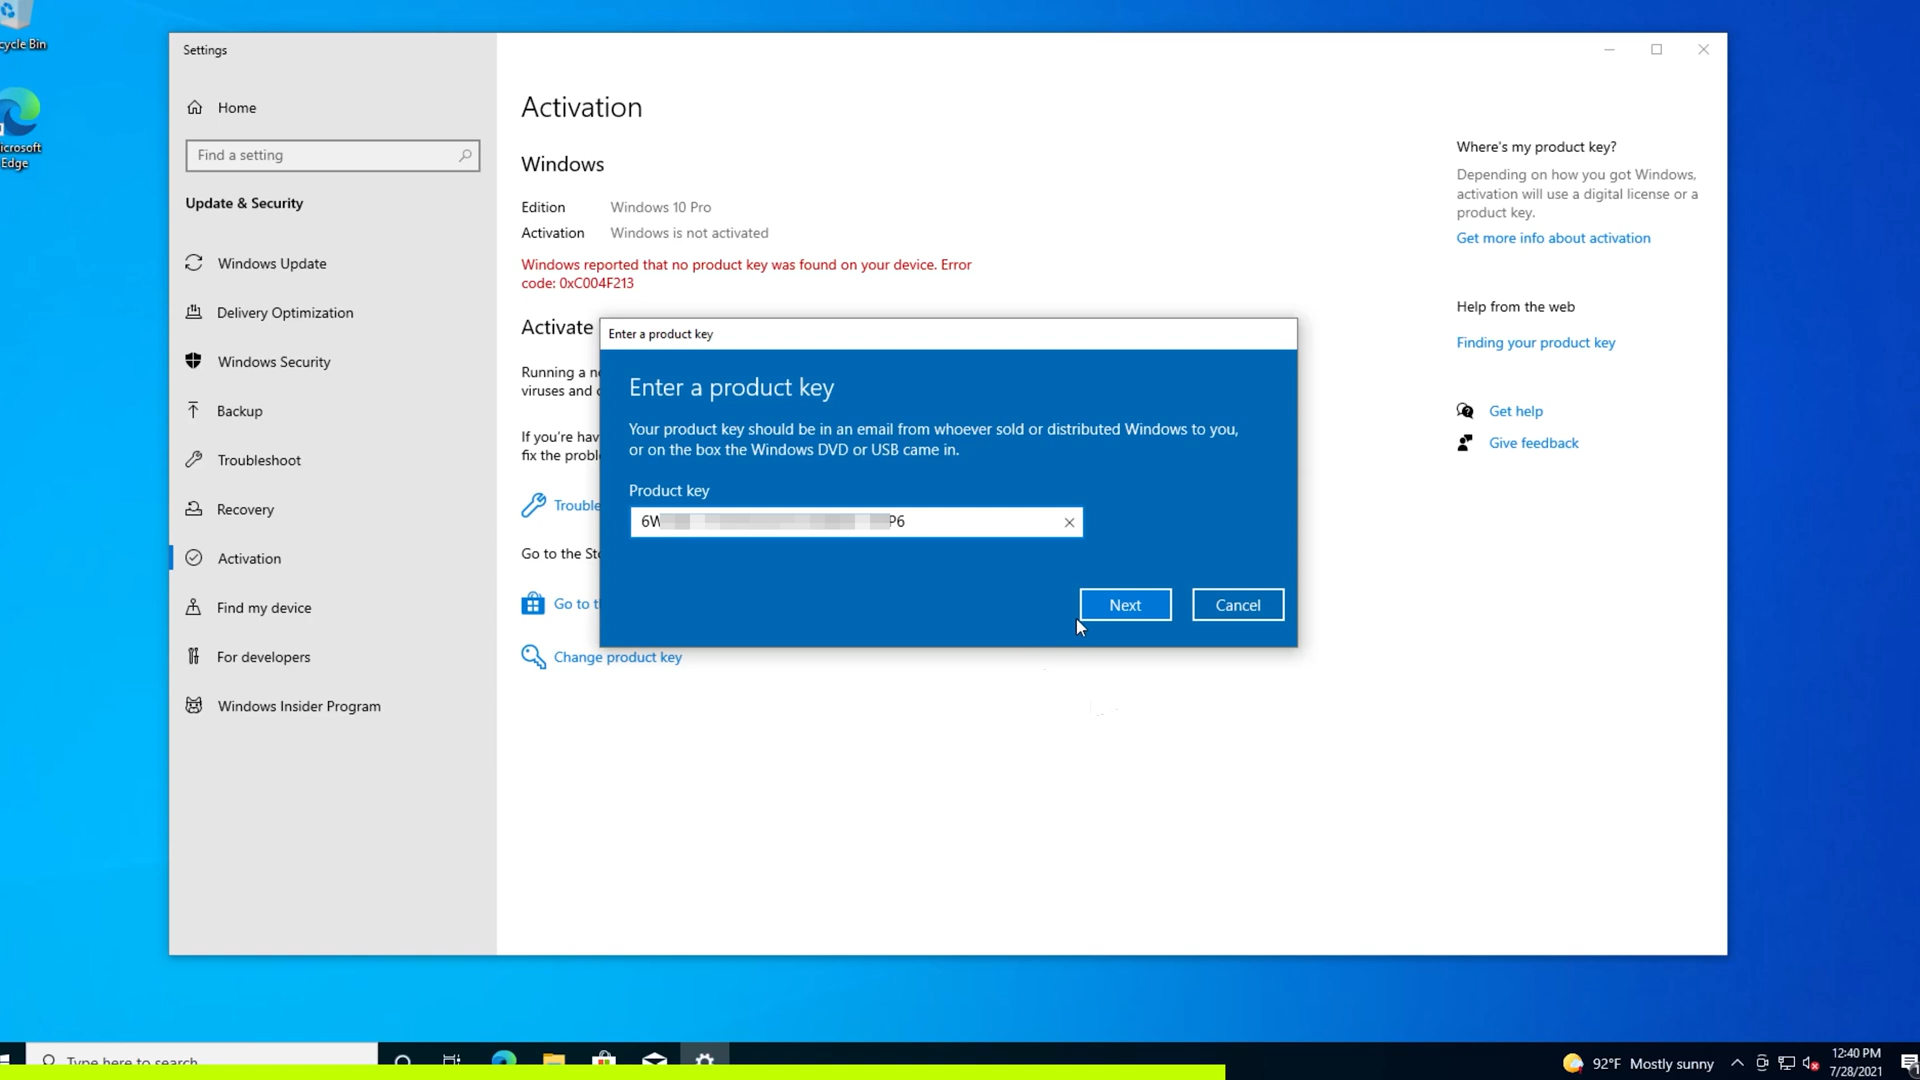 cycle Bin
icrosoft
Edge
Settings
Home
Find a setting
Update & Security
Windows Update
Delivery Optimization
Windows Security
Backup
Troubleshoot
Recovery
Activation
Find my device
For developers
Windows Insider Program
Activation
Windows
Edition Windows 10 Pro
Activation Windows is not activated
Windows reported that no product key was found on your device. Error
code: 0xC004F213
Activate
Running a n
viruses and
If you're hav
fix the probl
Trouble
Go to the Sto
Go to t
Change product key
Enter a product key
Enter a product key
Your product key should be in an email from whoever sold or distributed Windows to you,
or on the box the Windows DVD or USB came in.
Product key
6W P6
Next
Cancel
Where's my product key?
Depending on how you got Windows,
activation will use a digital license or a
product key.
Get more info about activation
Help from the web
Finding your product key
Get help
Give feedback
Type here to search
92°F Mostly sunny
12:40 PM
7/28/2021